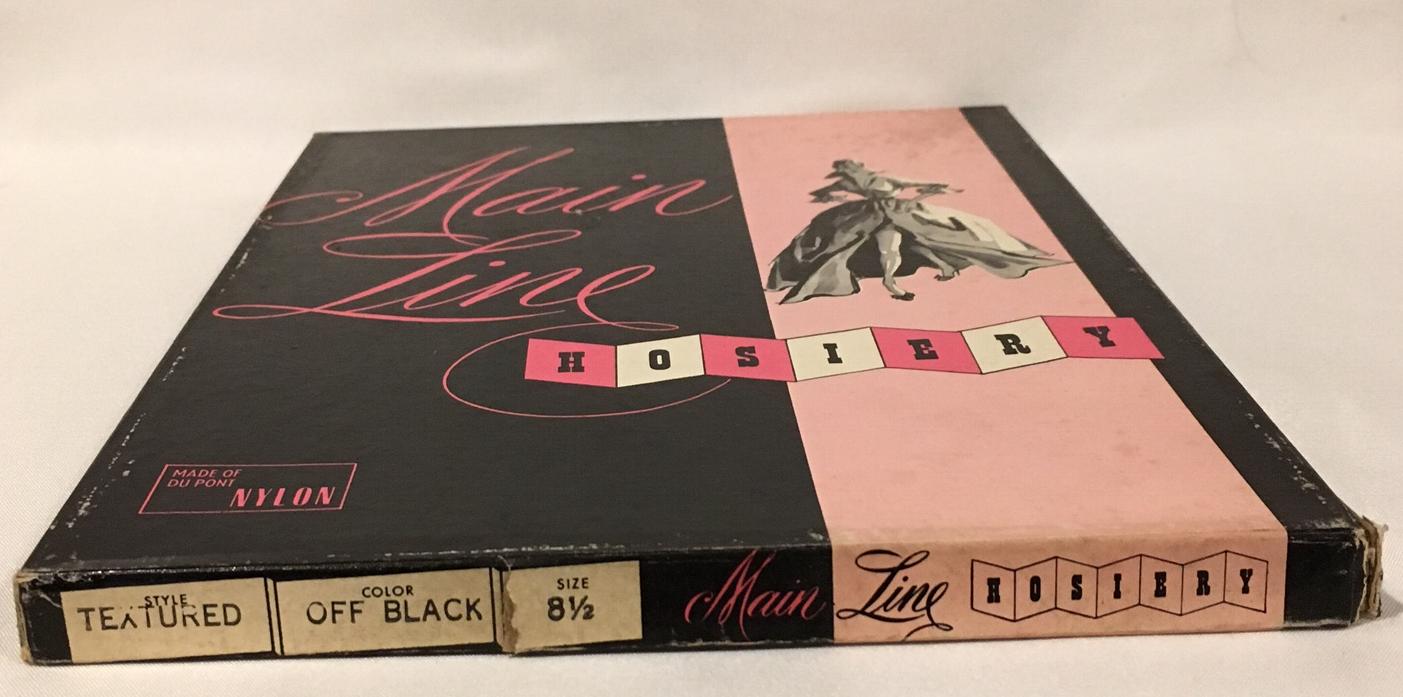 Main
Line
HOSIERY
MADE OF
DU PONT
NYLON
STYLE
TEXTURED
COLOR
OFF BLACK
SIZE
8½
Main Line HOSIERY